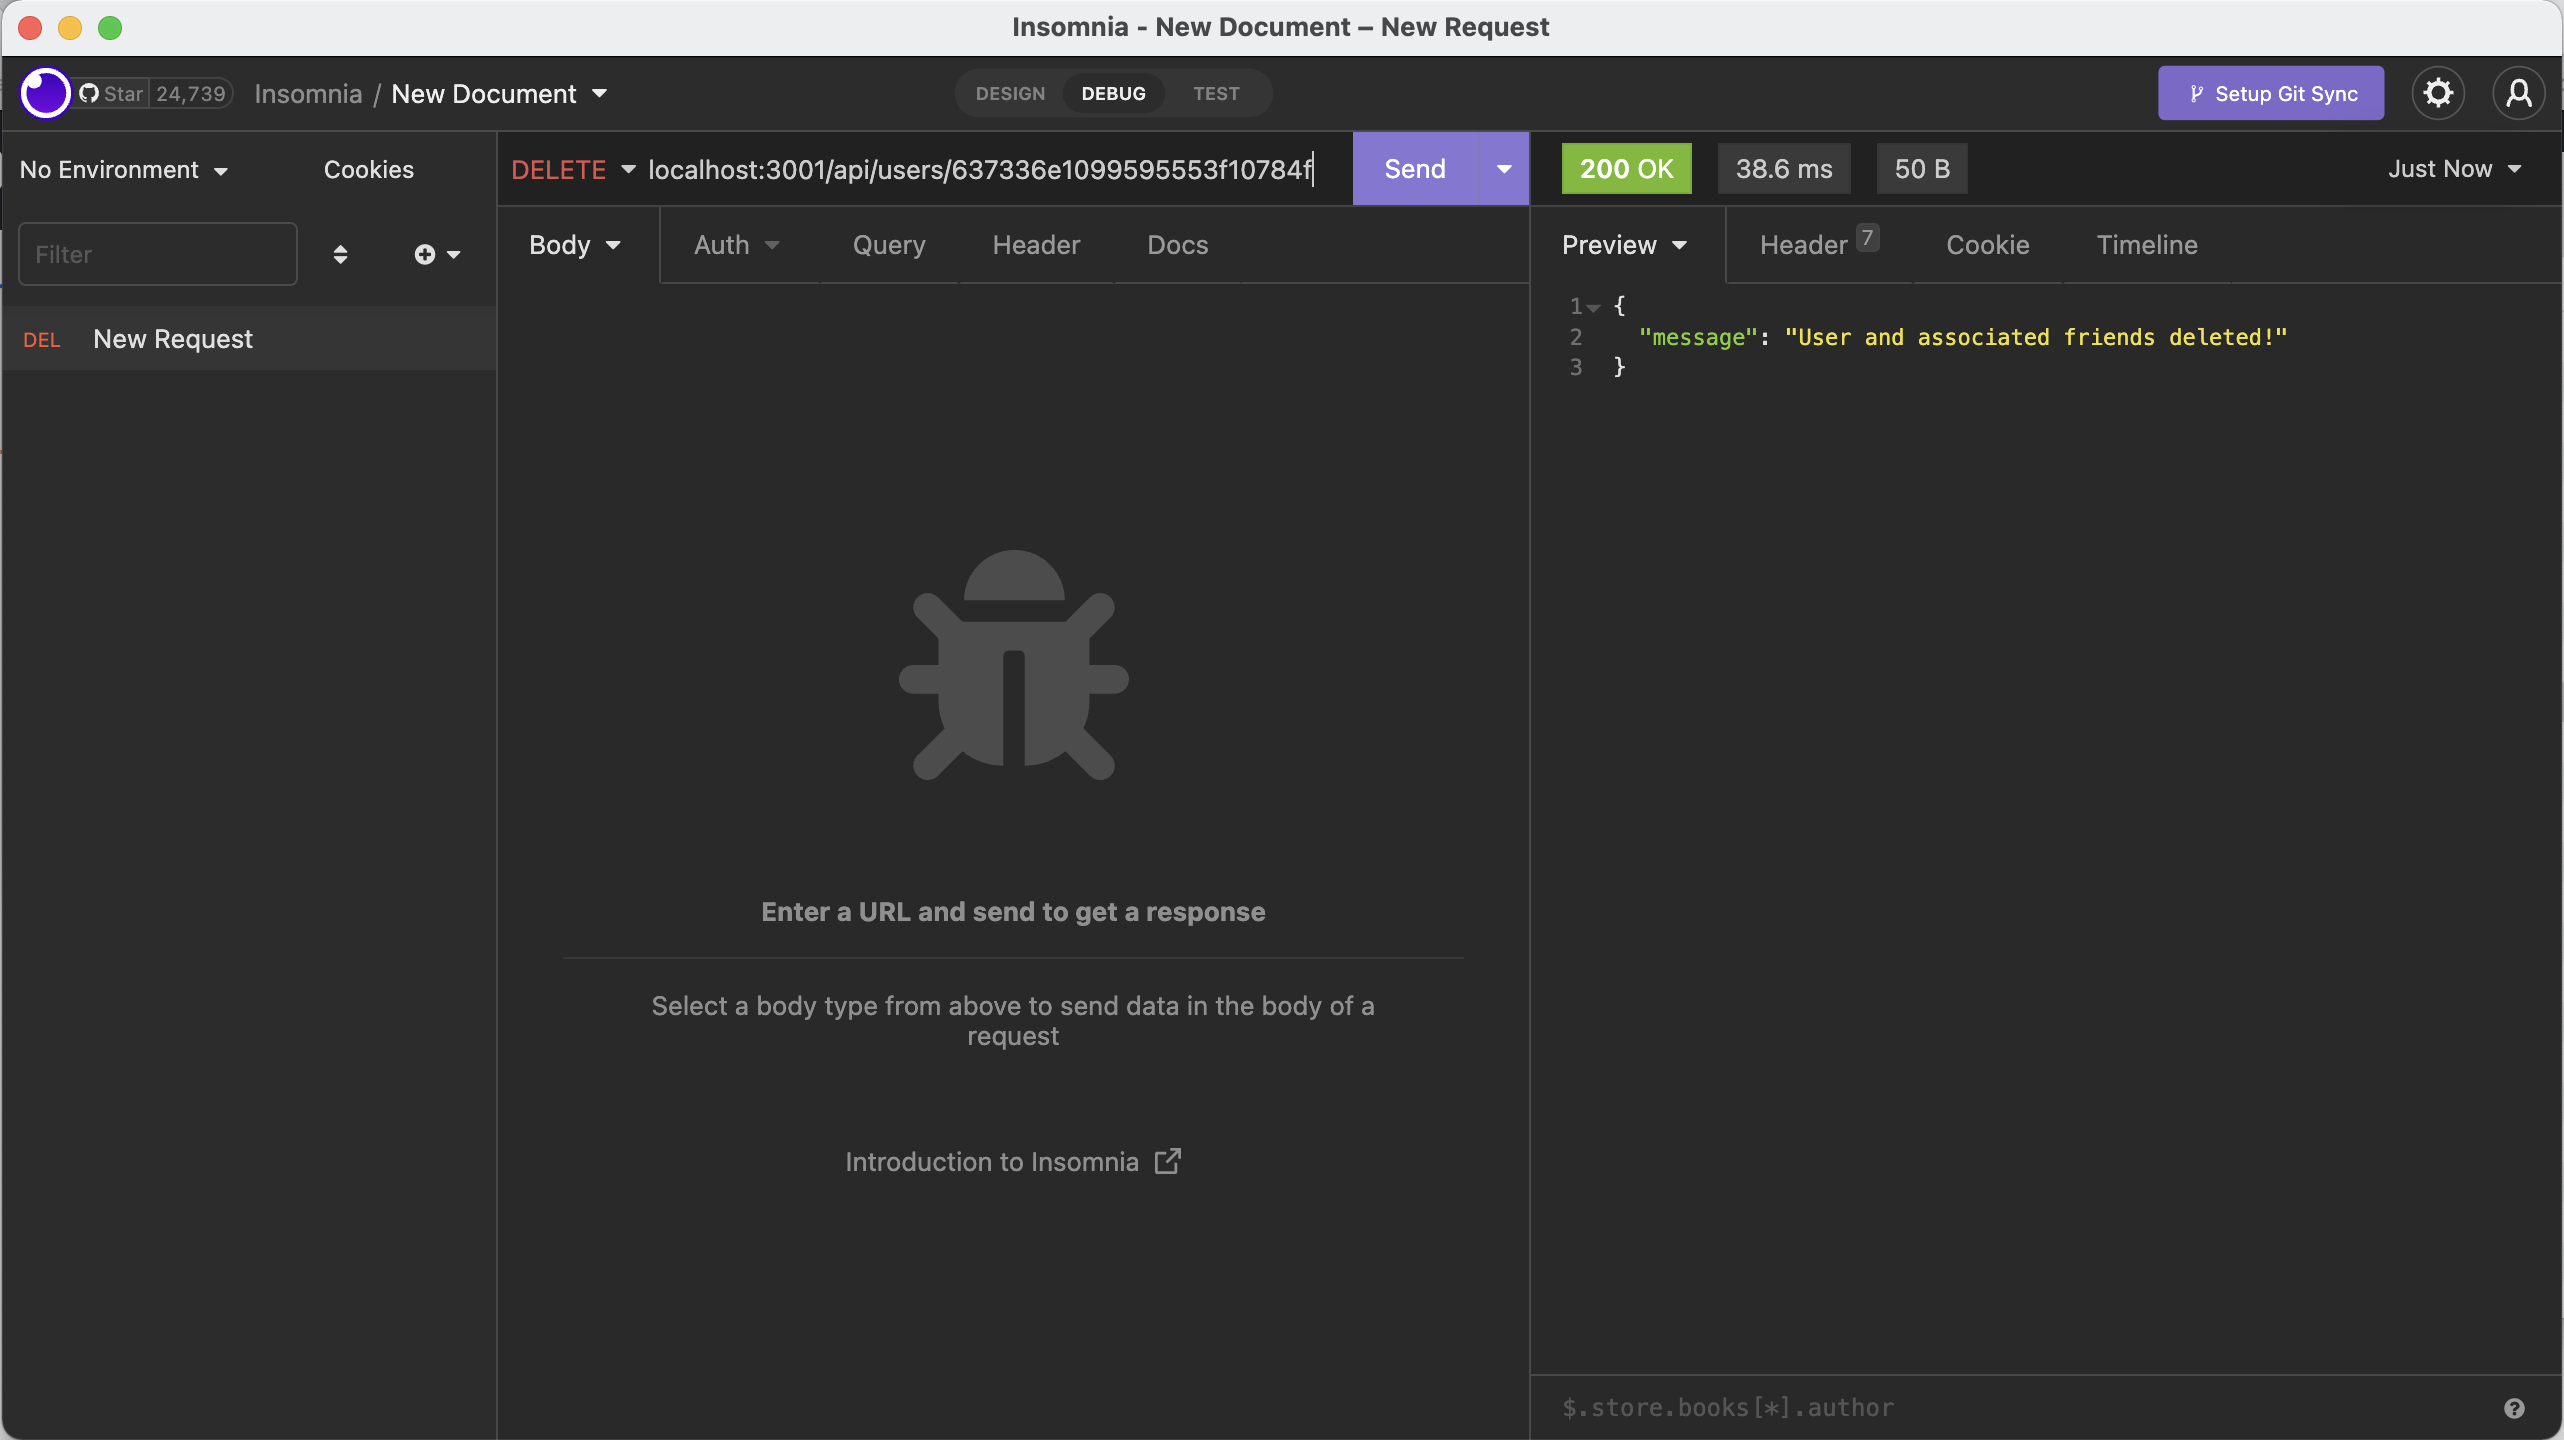 Insomnia - New Document – New Request
Star 24,739 Insomnia / New Document DESIGN DEBUG TEST Setup Git Sync
No Environment Cookies DELETE localhost:3001/api/users/637336e1099595553f10784f Send 200 OK 38.6 ms 50 B Just Now
Filter Body Auth Query Header Docs Preview Header 7 Cookie Timeline
DEL New Request
1 {
2 "message": "User and associated friends deleted!"
3 }
Enter a URL and send to get a response
Select a body type from above to send data in the body of a
request
Introduction to Insomnia
$.store.books[*].author